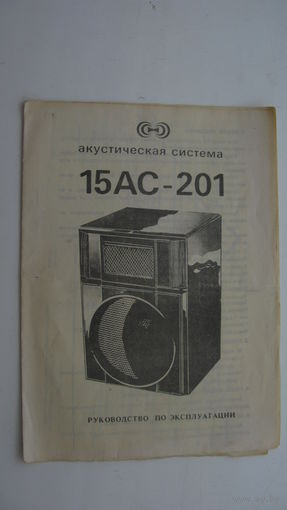 акустическая система
15АС-201
РУКОВОДСТВО ПО ЭКСПЛУАТАЦИИ